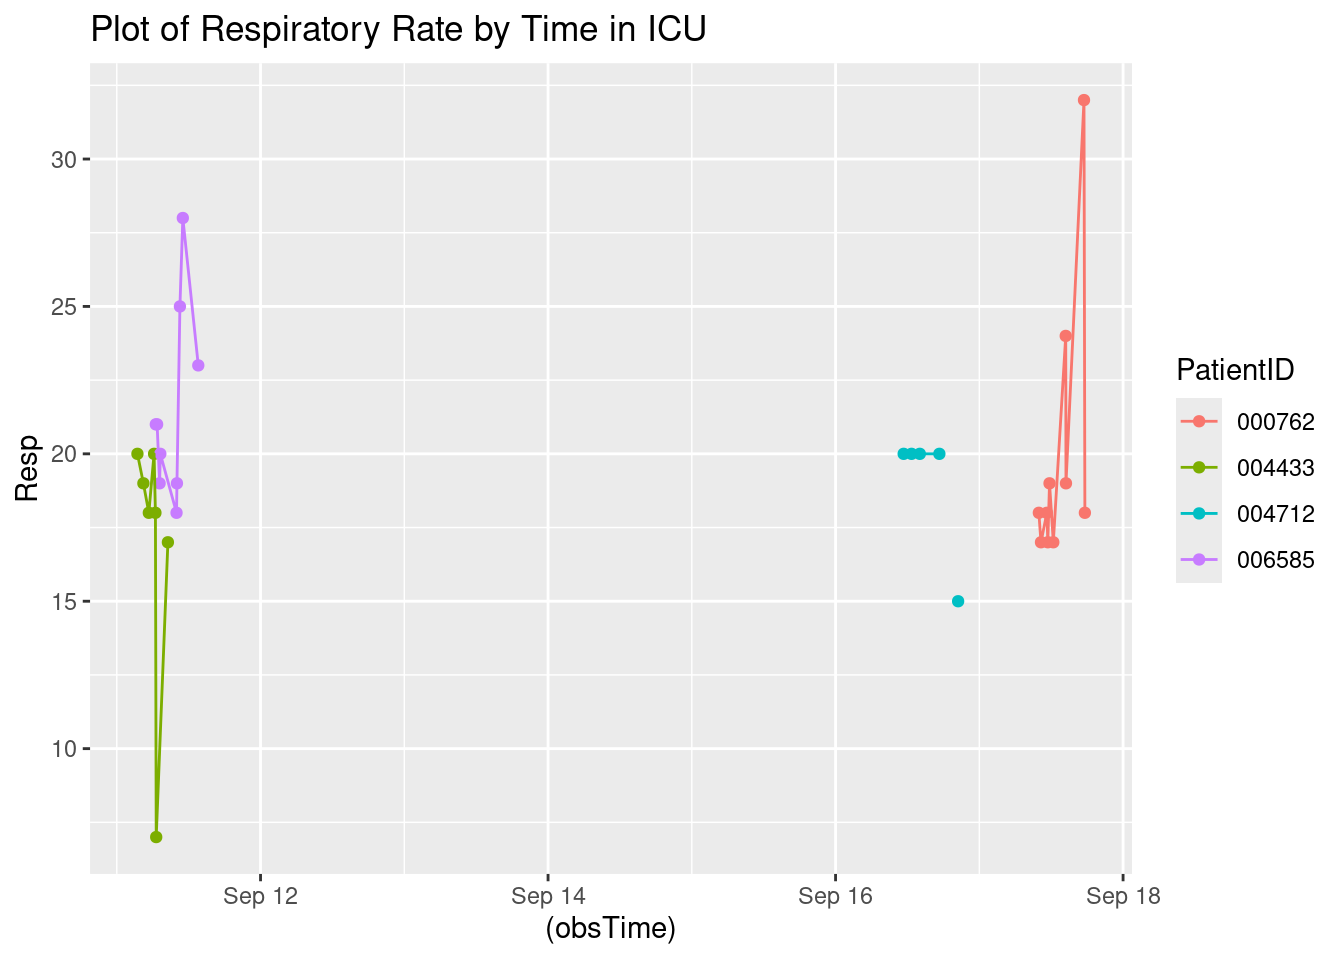 Plot of Respiratory Rate by Time in ICU
30
25
20
15
10
Resp
Sep 12
Sep 14
Sep 16
Sep 18
(obsTime)
PatientID
000762
004433
004712
006585